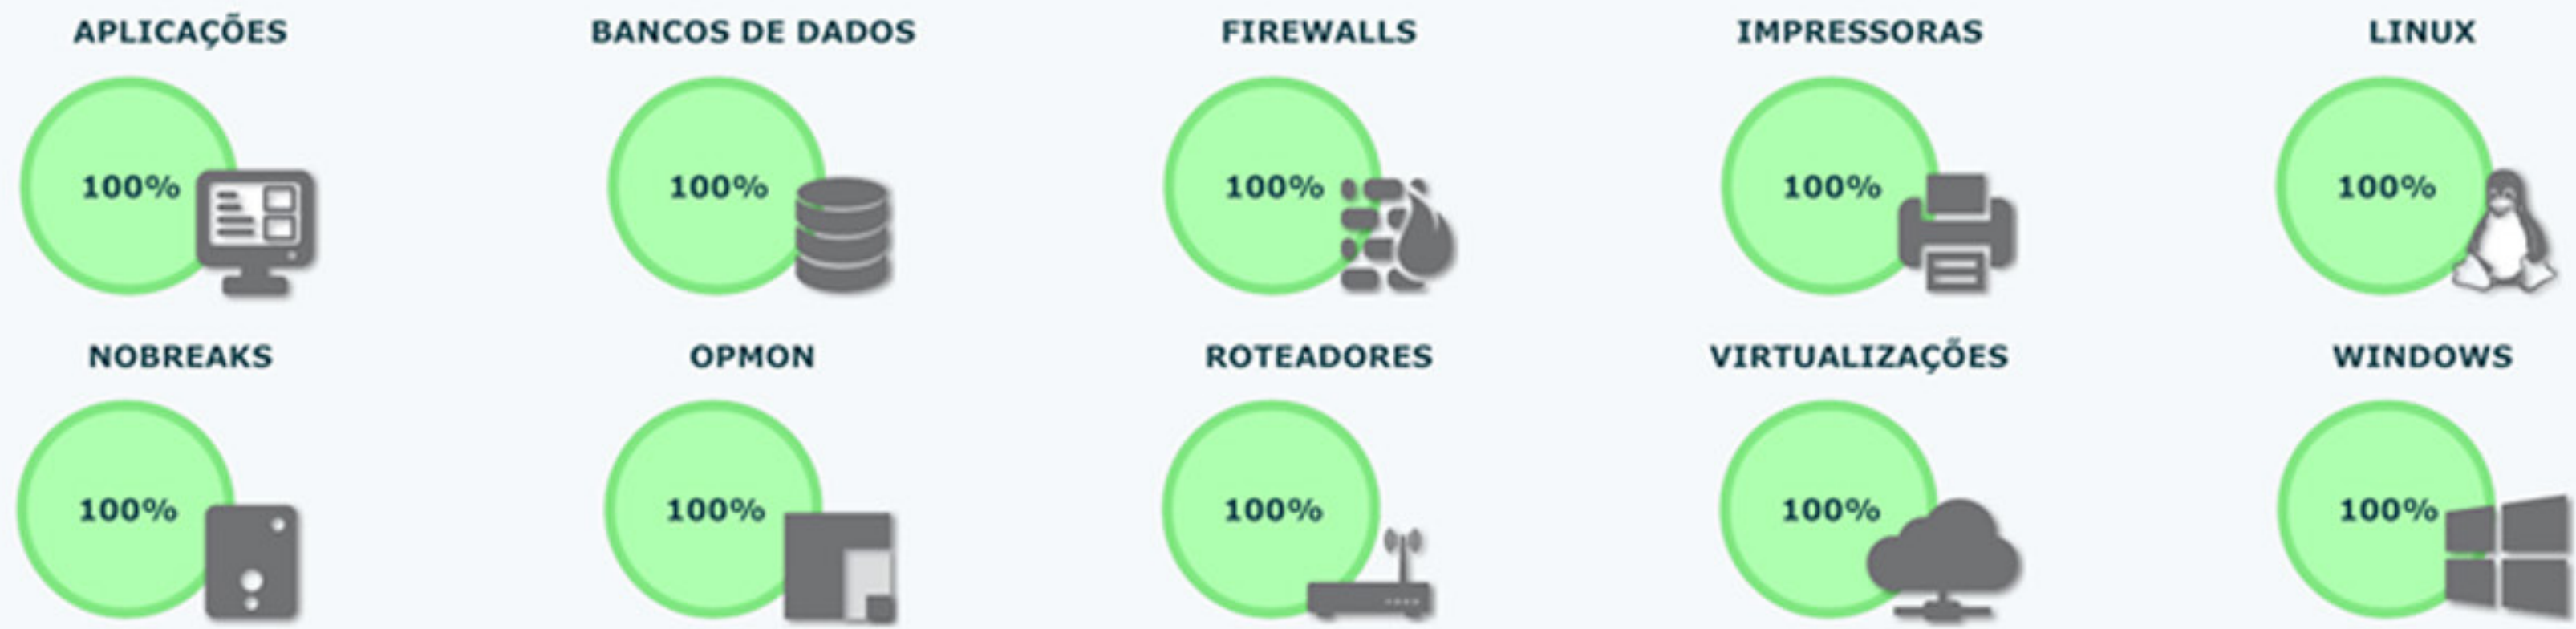 APLICAÇÕES BANCOS DE DADOS FIREWALLS IMPRESSORAS LINUX
100% 100% 100% 100% 100%
NOBREAKS OPMON ROTEADORES VIRTUALIZAÇÕES WINDOWS
100% 100% 100% 100% 100%